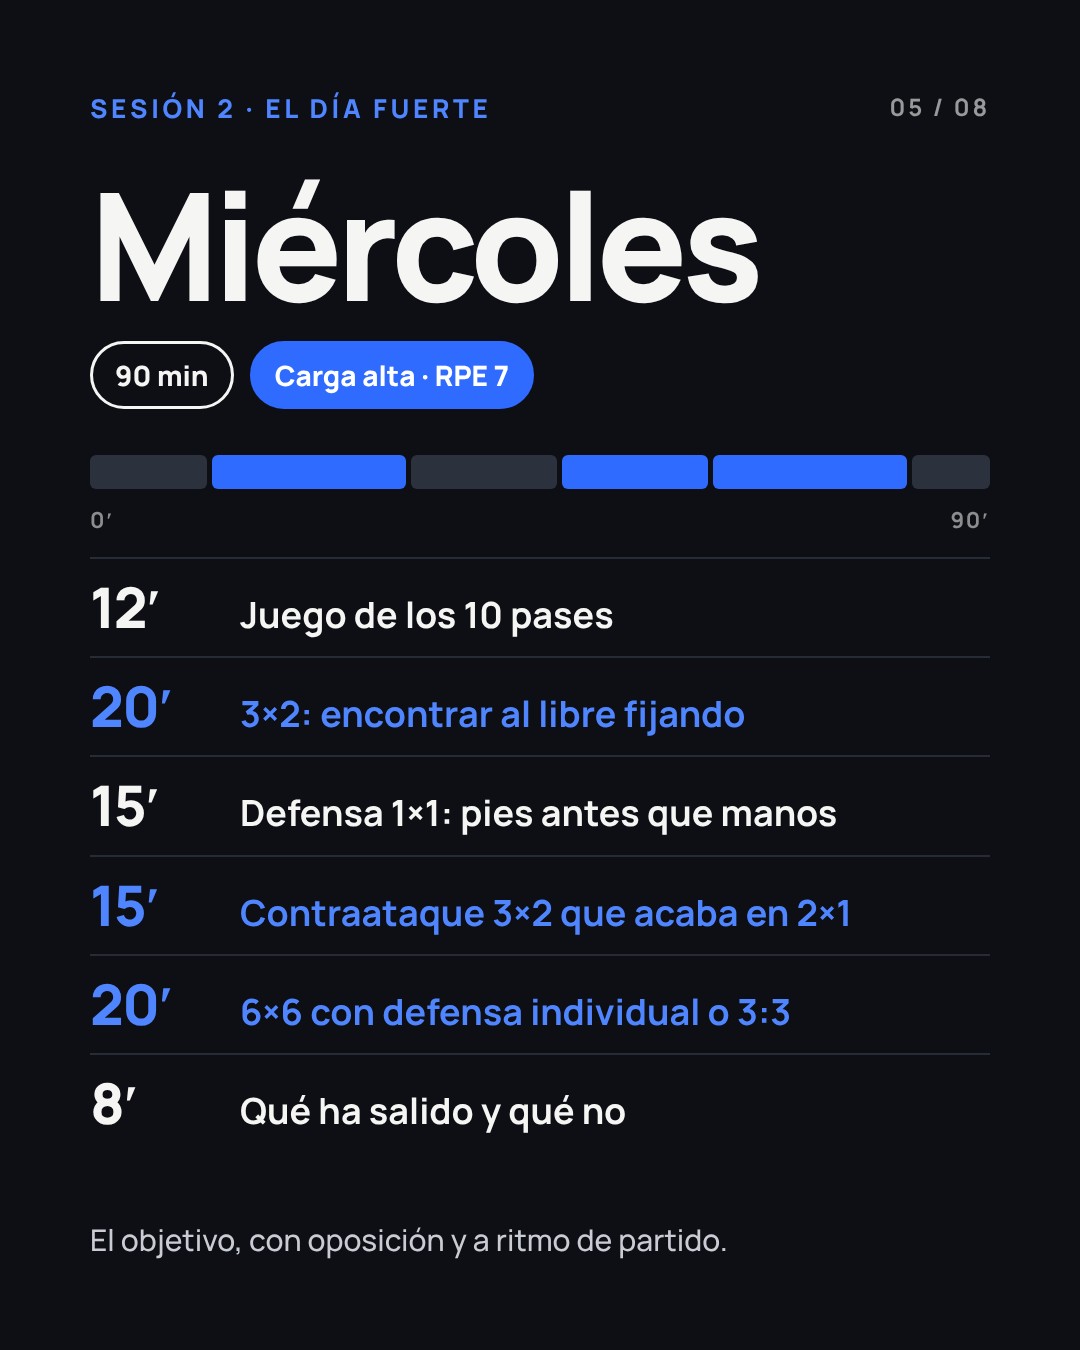 SESIÓN 2 · EL DÍA FUERTE
05 / 08
Miércoles
90 min
Carga alta · RPE 7
0′
90′
12′ Juego de los 10 pases
20′ 3×2: encontrar al libre fijando
15′ Defensa 1×1: pies antes que manos
15′ Contraataque 3×2 que acaba en 2×1
20′ 6×6 con defensa individual o 3:3
8′ Qué ha salido y qué no
El objetivo, con oposición y a ritmo de partido.